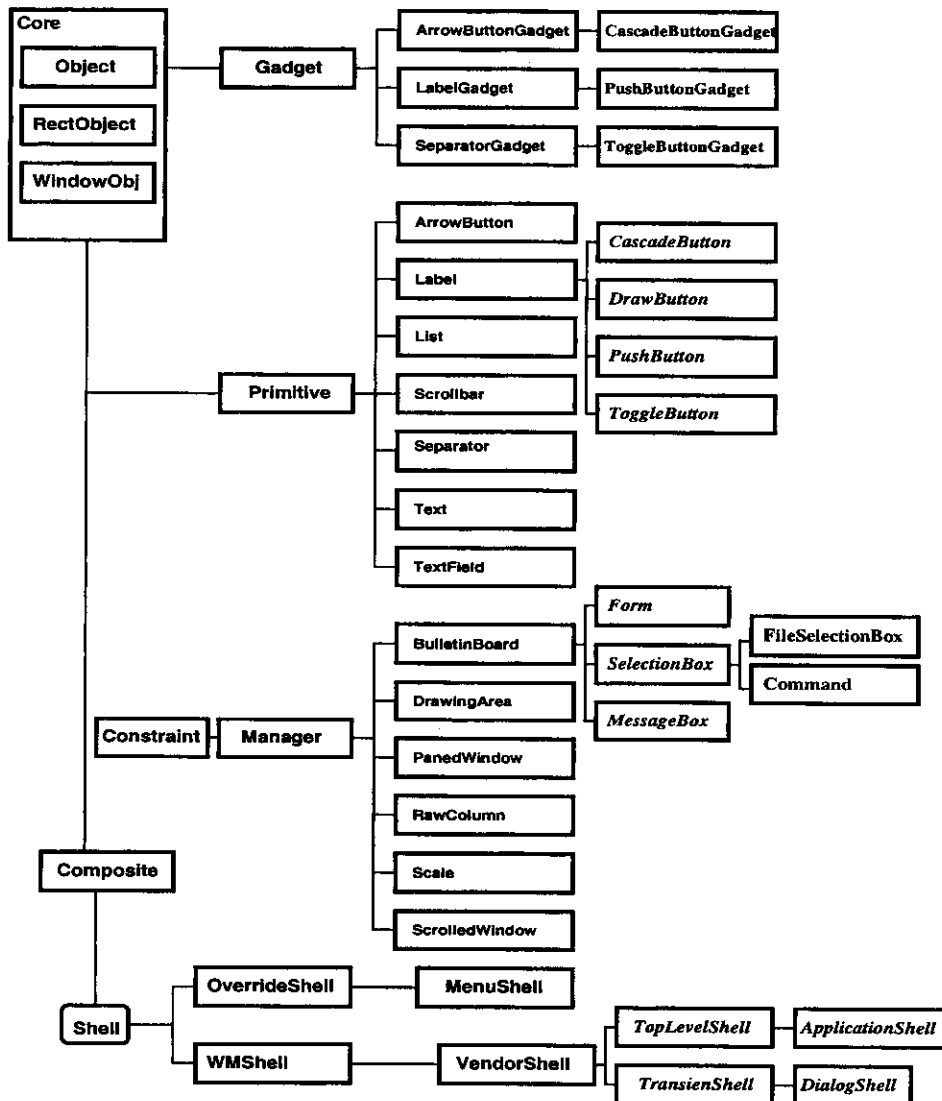 Core
Object
RectObject
WindowObj
Gadget
ArrowButtonGadget
CascadeButtonGadget
LabelGadget
PushButtonGadget
SeparatorGadget
ToggleButtonGadget
Primitive
ArrowButton
Label
List
Scrollbar
Separator
Text
TextField
CascadeButton
DrawButton
PushButton
ToggleButton
Constraint
Manager
BulletinBoard
DrawingArea
PanedWindow
RawColumn
Scale
ScrolledWindow
Form
SelectionBox
MessageBox
FileSelectionBox
Command
Composite
Shell
OverrideShell
MenuShell
WMShell
VendorShell
TopLevelShell
ApplicationShell
TransienShell
DialogShell